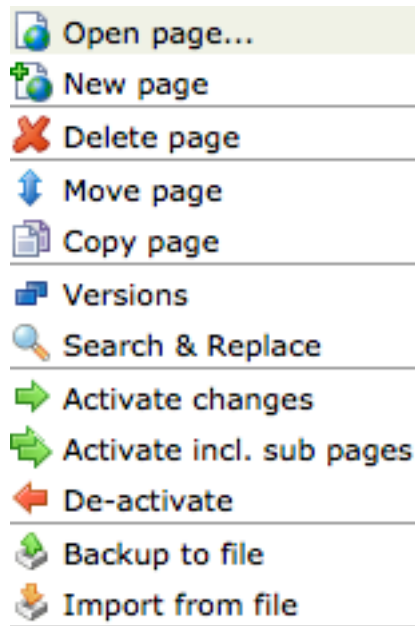 Open page...
New page
Delete page
Move page
Copy page
Versions
Search & Replace
Activate changes
Activate incl. sub pages
De-activate
Backup to file
Import from file